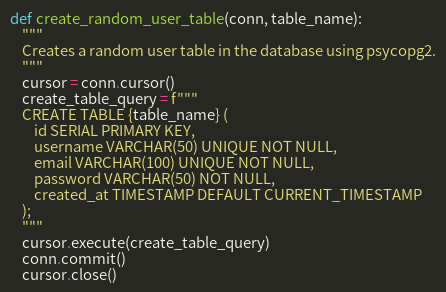 def create_random_user_table(conn, table_name):
    """
    Creates a random user table in the database using psycopg2.
    """
    cursor = conn.cursor()
    create_table_query = f"""
    CREATE TABLE {table_name} (
        id SERIAL PRIMARY KEY,
        username VARCHAR(50) UNIQUE NOT NULL,
        email VARCHAR(100) UNIQUE NOT NULL,
        password VARCHAR(50) NOT NULL,
        created_at TIMESTAMP DEFAULT CURRENT_TIMESTAMP
    );
    """
    cursor.execute(create_table_query)
    conn.commit()
    cursor.close()